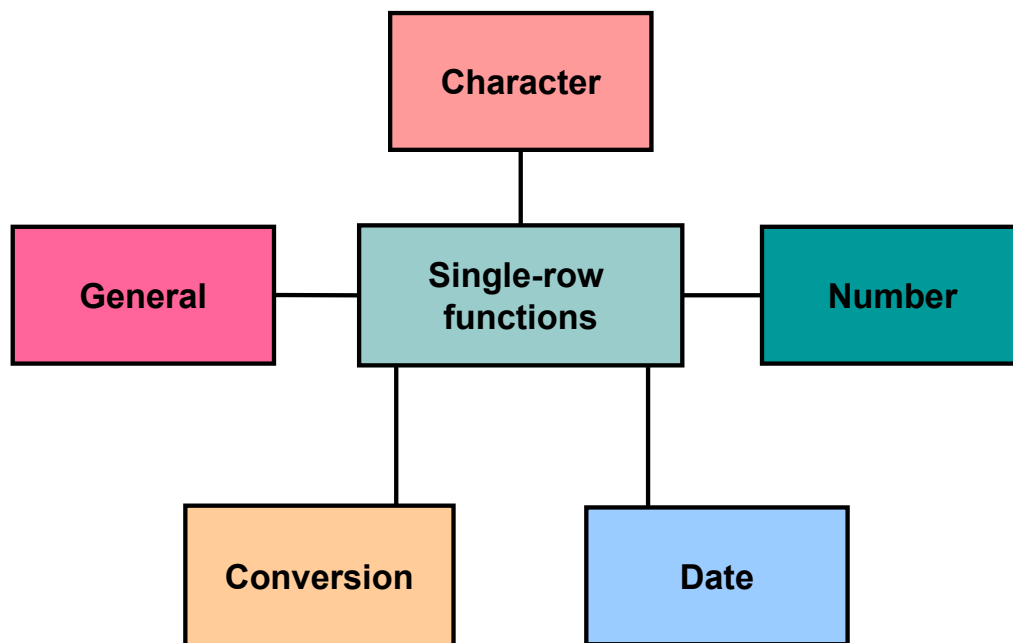 Character
General
Single-row
functions
Number
Conversion
Date